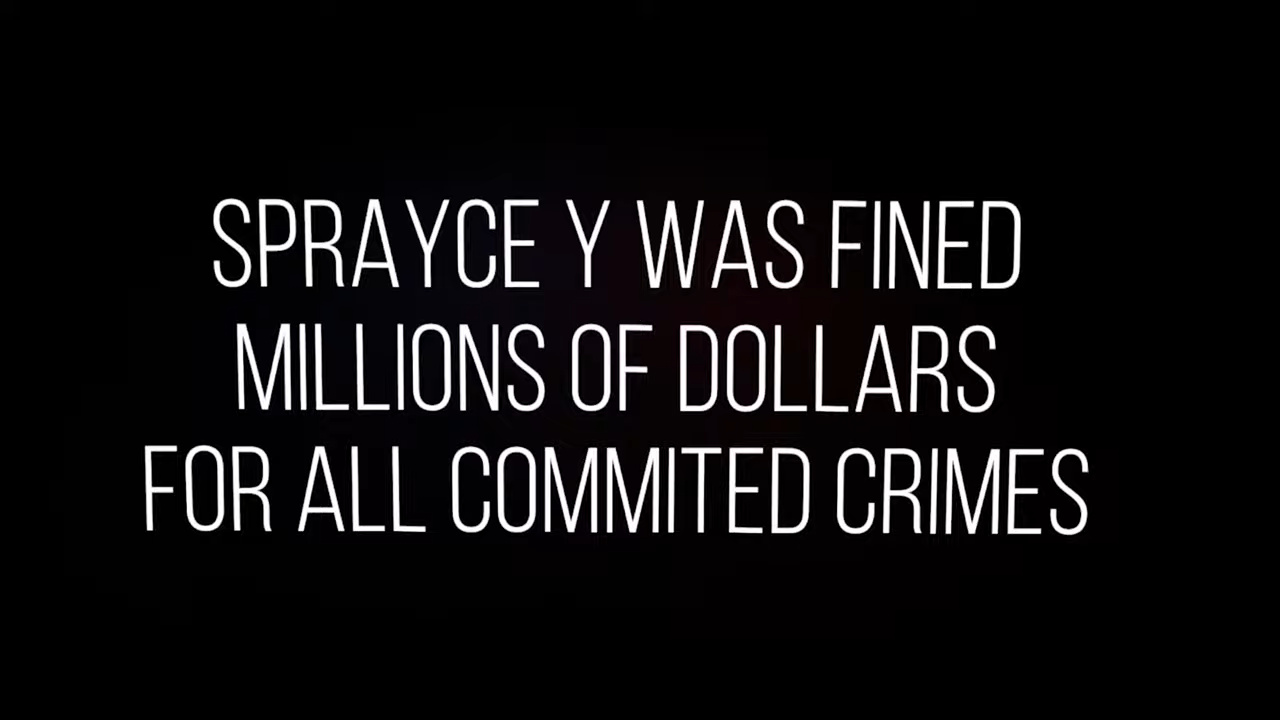 SPRAYCE Y WAS FINED
MILLIONS OF DOLLARS
FOR ALL COMMITED CRIMES